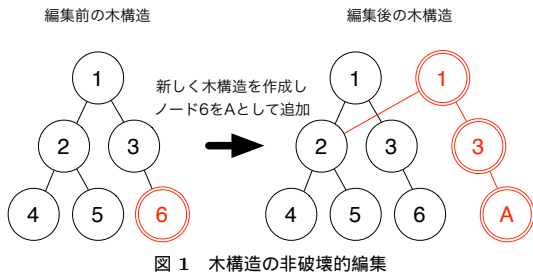 編集前の木構造
編集後の木構造
1
2 3
4 5 6
新しく木構造を作成し
ノード6をAとして追加
1 1
2 3 3
4 5 6 A
図 1 木構造の非破壊的編集